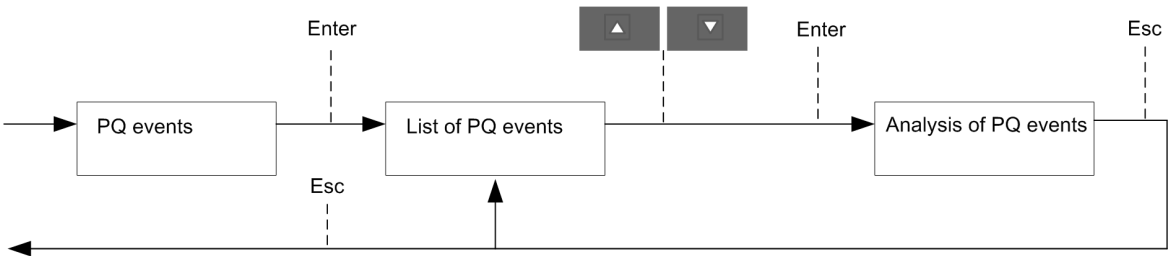 Enter
Enter
Esc
PQ events
List of PQ events
Analysis of PQ events
Esc